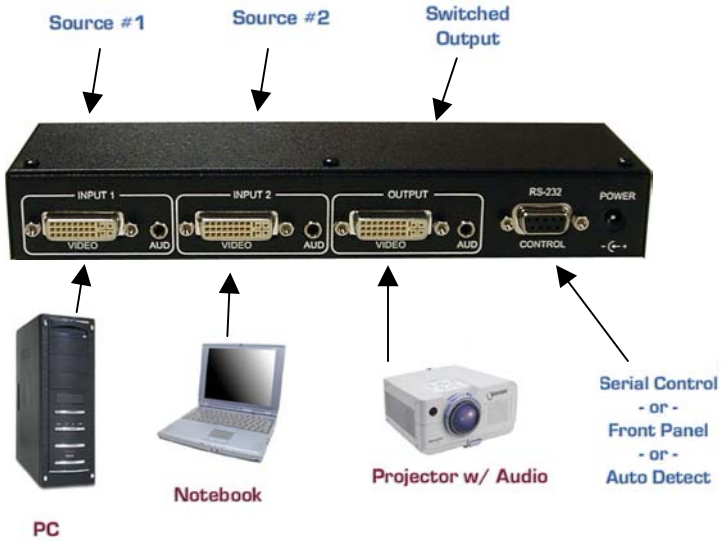 Source #1
Source #2
Switched
Output
INPUT 1
INPUT 2
OUTPUT
RS-232
POWER
VIDEO
AUD
VIDEO
AUD
VIDEO
AUD
CONTROL
- +
Serial Control
- or -
Front Panel
- or -
Auto Detect
Projector w/ Audio
Notebook
PC